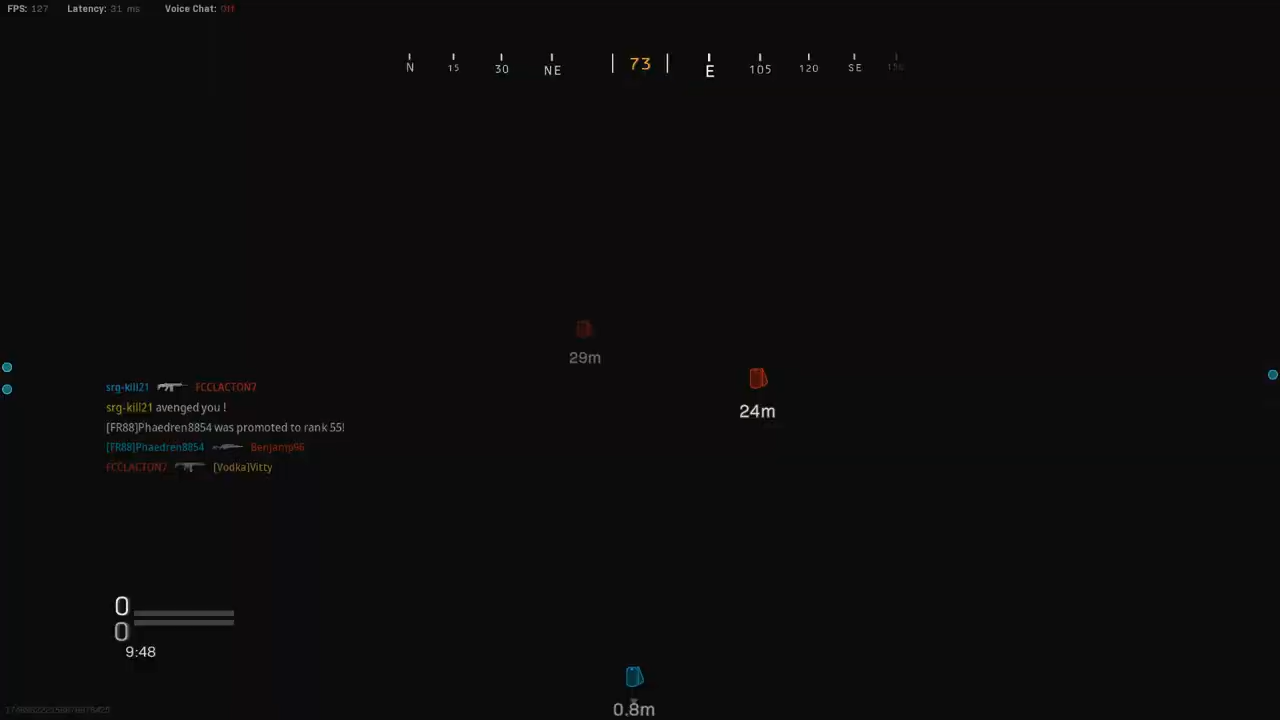 FPS: 127 Latency: 31 ms Voice Chat: Off
N 15 30 NE 73 E 105 120 SE 150
29m
24m
srg-kill21 FCCLACTON7
srg-kill21 avenged you !
[FR88]Phaedren8854 was promoted to rank 55!
[FR88]Phaedren8854 Benjamp96
FCCLACTON7 [Vodka]Vitty
0
0
9:48
0.8m